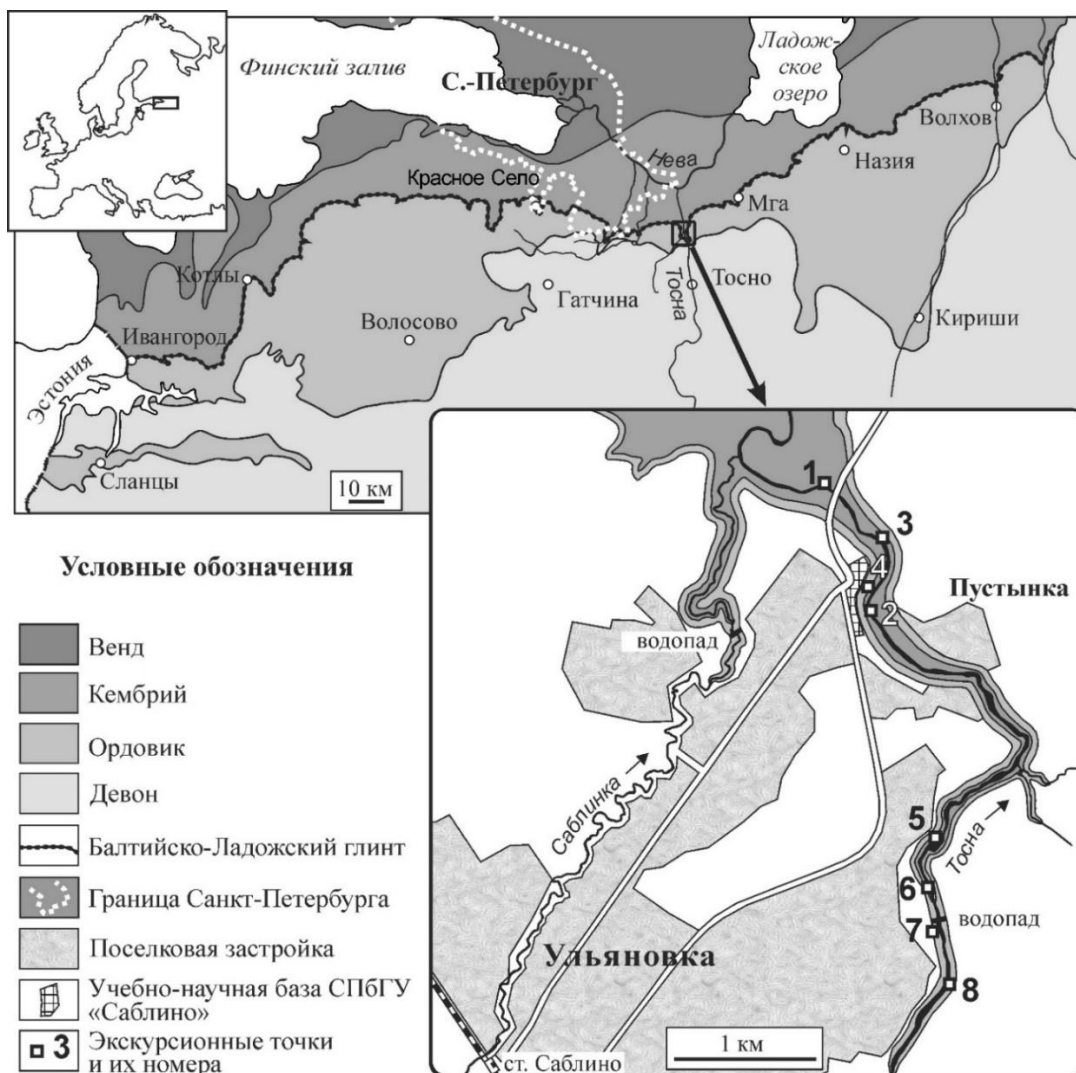 Финский залив
Ладож-
ское
озеро
С.-Петербург
Волхов
Нева
Назия
Красное Село
Мга
Котлы
Тосна
Тосно
Гатчина
Волосово
Кириши
Ивангород
Эстония
Сланцы
10 км
1
3
4
Пустынка
2
водопад
Саблинка
5
Тосна
6
водопад
7
Ульяновка
8
1 км
ст. Саблино
Условные обозначения
Венд
Кембрий
Ордовик
Девон
Балтийско-Ладожский глинт
Граница Санкт-Петербурга
Поселковая застройка
Учебно-научная база СПбГУ
«Саблино»
3 Экскурсионные точки
и их номера